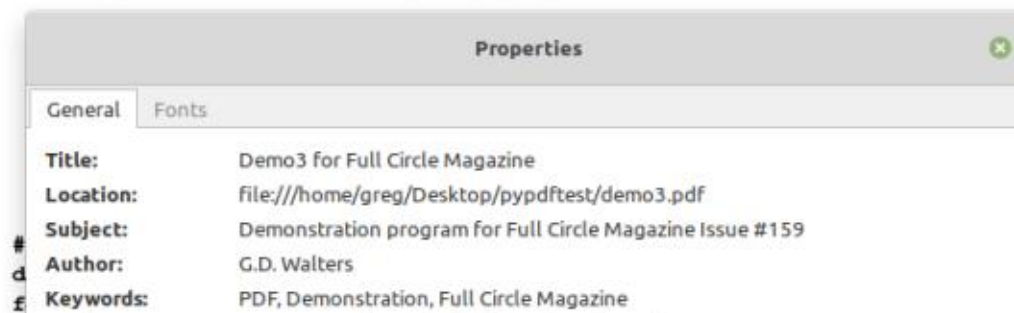 Properties
General Fonts
Title: Demo3 for Full Circle Magazine
Location: file:///home/greg/Desktop/pypdftest/demo3.pdf
Subject: Demonstration program for Full Circle Magazine Issue #159
#
Author: G.D. Walters
d
Keywords: PDF, Demonstration, Full Circle Magazine
f